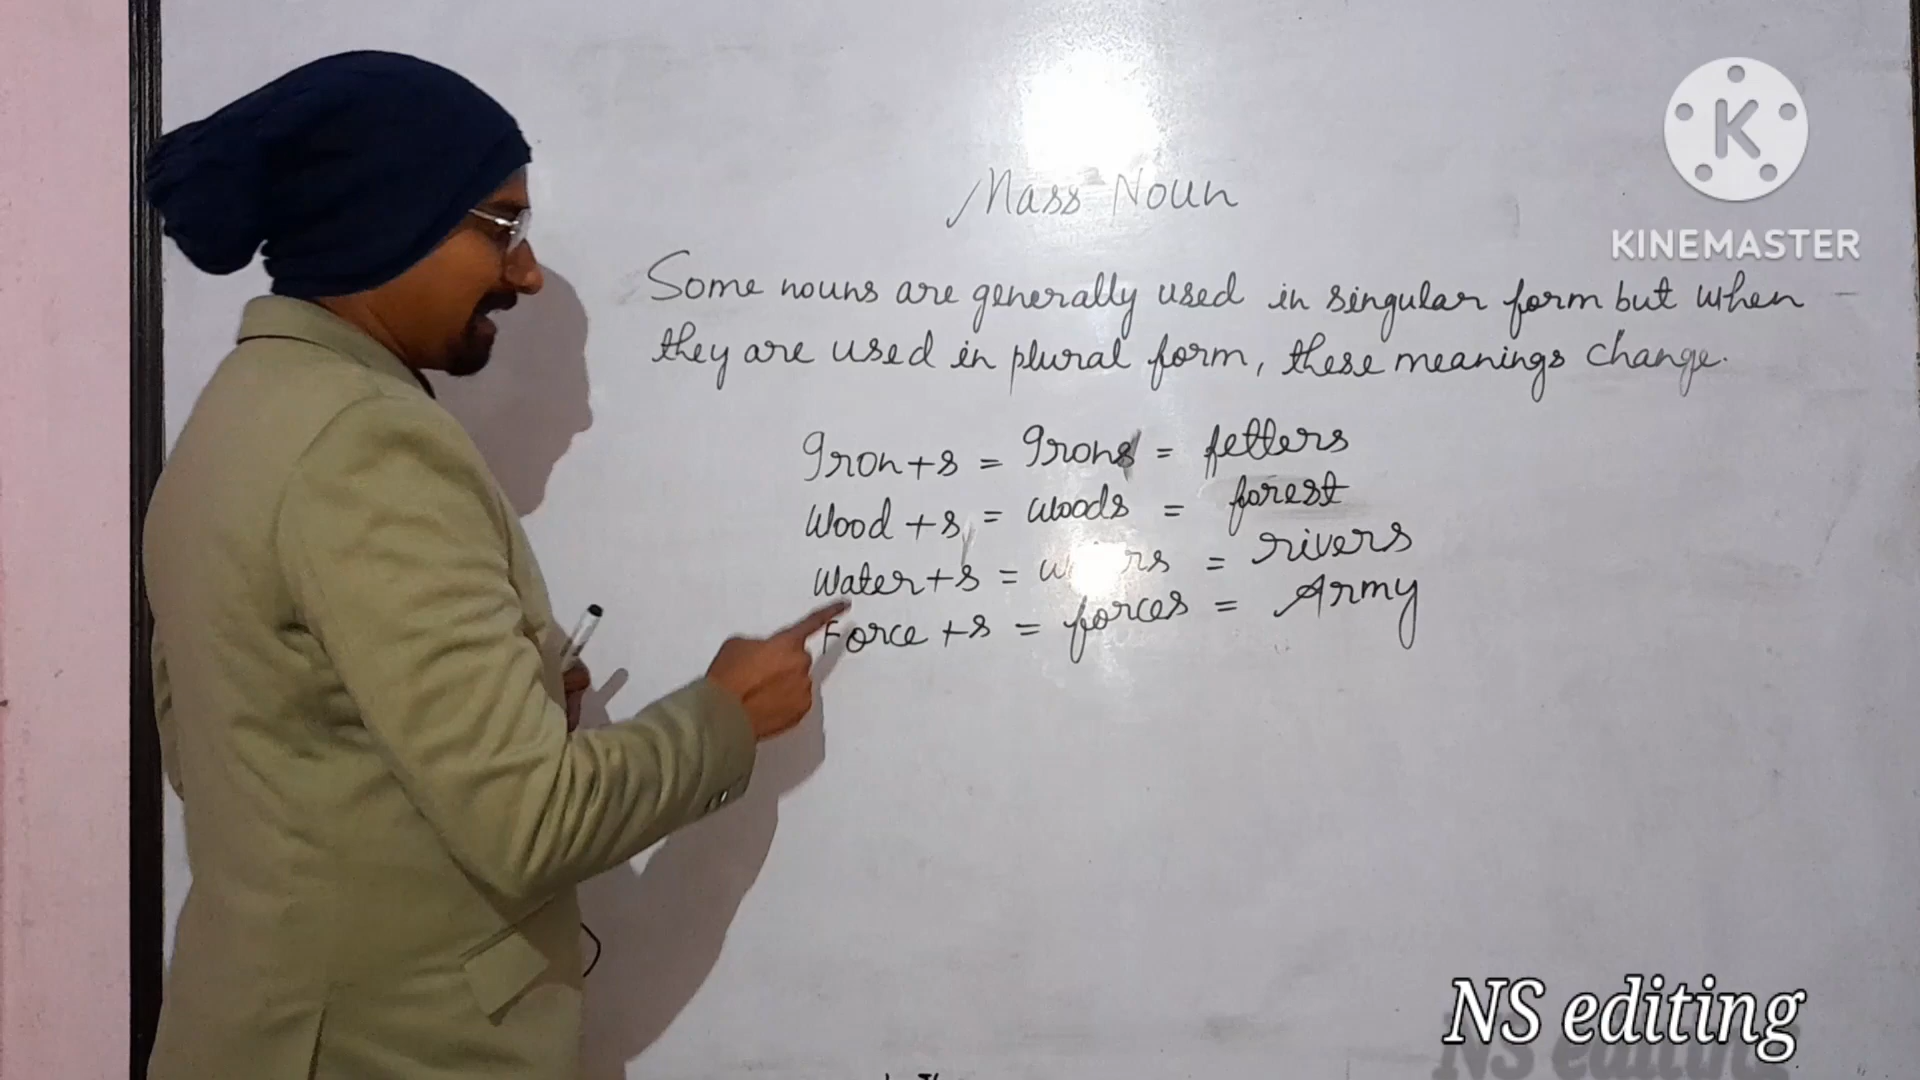 Mass Noun
K
KINEMASTER
Some nouns are generally used in singular form but when
they are used in plural form, these meanings change.
Iron+s = Irons = fetters
Wood +s = woods = forest
Water+s = = rivers
Force +s = forces = Army
NS editing